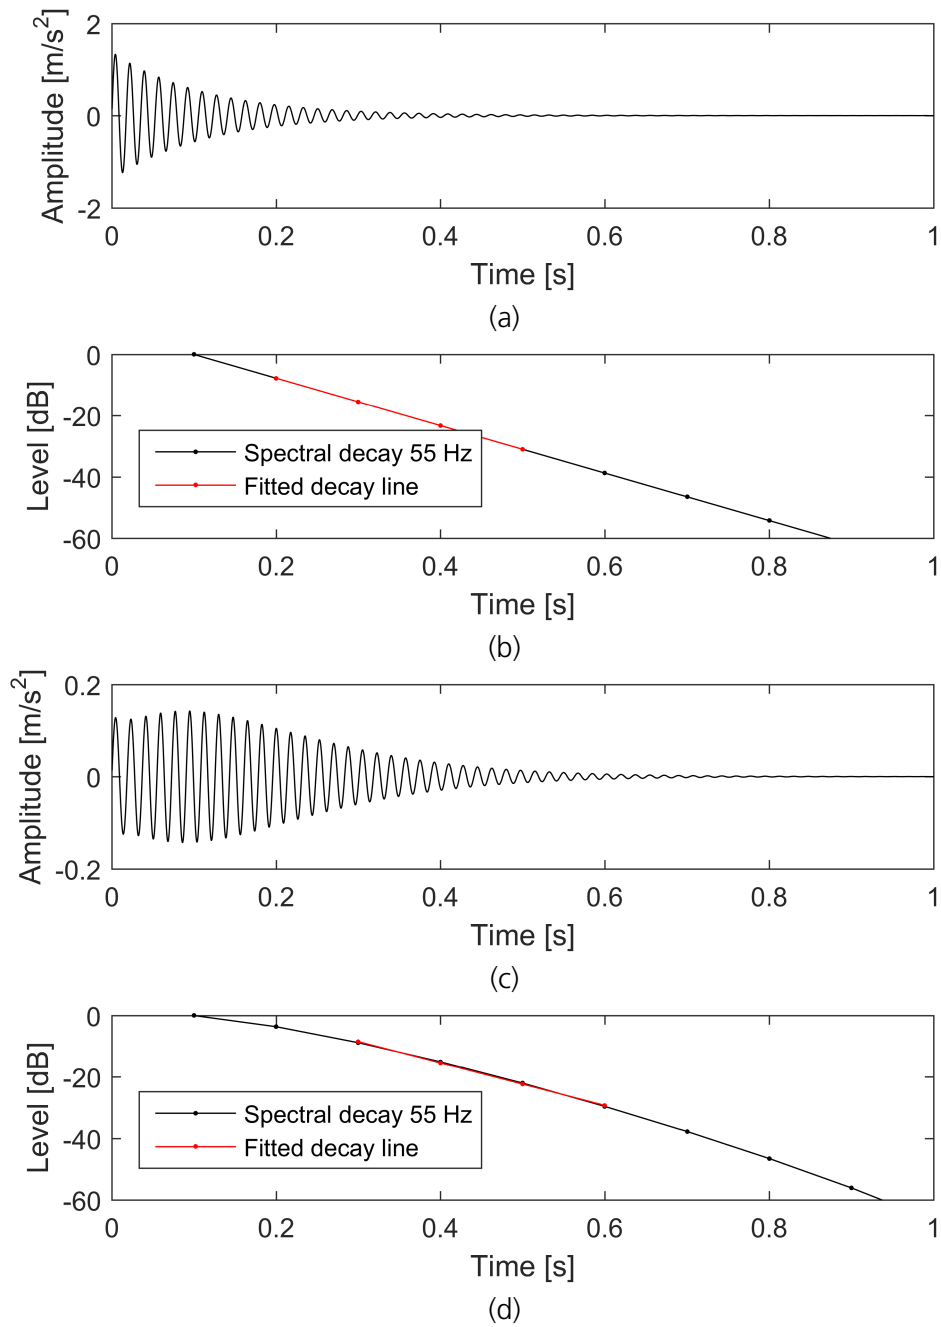 Amplitude [m/s²]
2
0
-2
0 0.2 0.4 0.6 0.8 1
Time [s]
(a)
Level [dB]
0
-20
-40
-60
Spectral decay 55 Hz
Fitted decay line
0 0.2 0.4 0.6 0.8 1
Time [s]
(b)
Amplitude [m/s²]
0.2
0
-0.2
0 0.2 0.4 0.6 0.8 1
Time [s]
(c)
Level [dB]
0
-20
-40
-60
Spectral decay 55 Hz
Fitted decay line
0 0.2 0.4 0.6 0.8 1
Time [s]
(d)